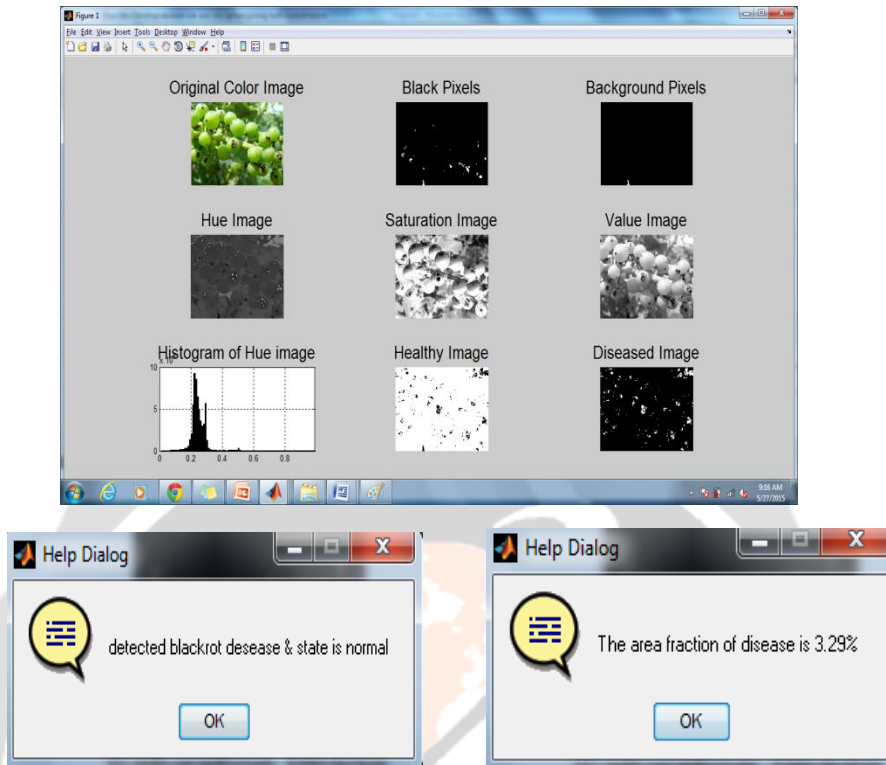 Figure 1
File Edit View Insert Tools Desktop Window Help
Original Color Image
Black Pixels
Background Pixels
Hue Image
Saturation Image
Value Image
Histogram of Hue image
Healthy Image
Diseased Image
10
5
0
0 0.2 0.4 0.6 0.8
9:16 AM
5/27/2015
Help Dialog
detected blackrot desease & state is normal
OK
Help Dialog
The area fraction of disease is 3.29%
OK